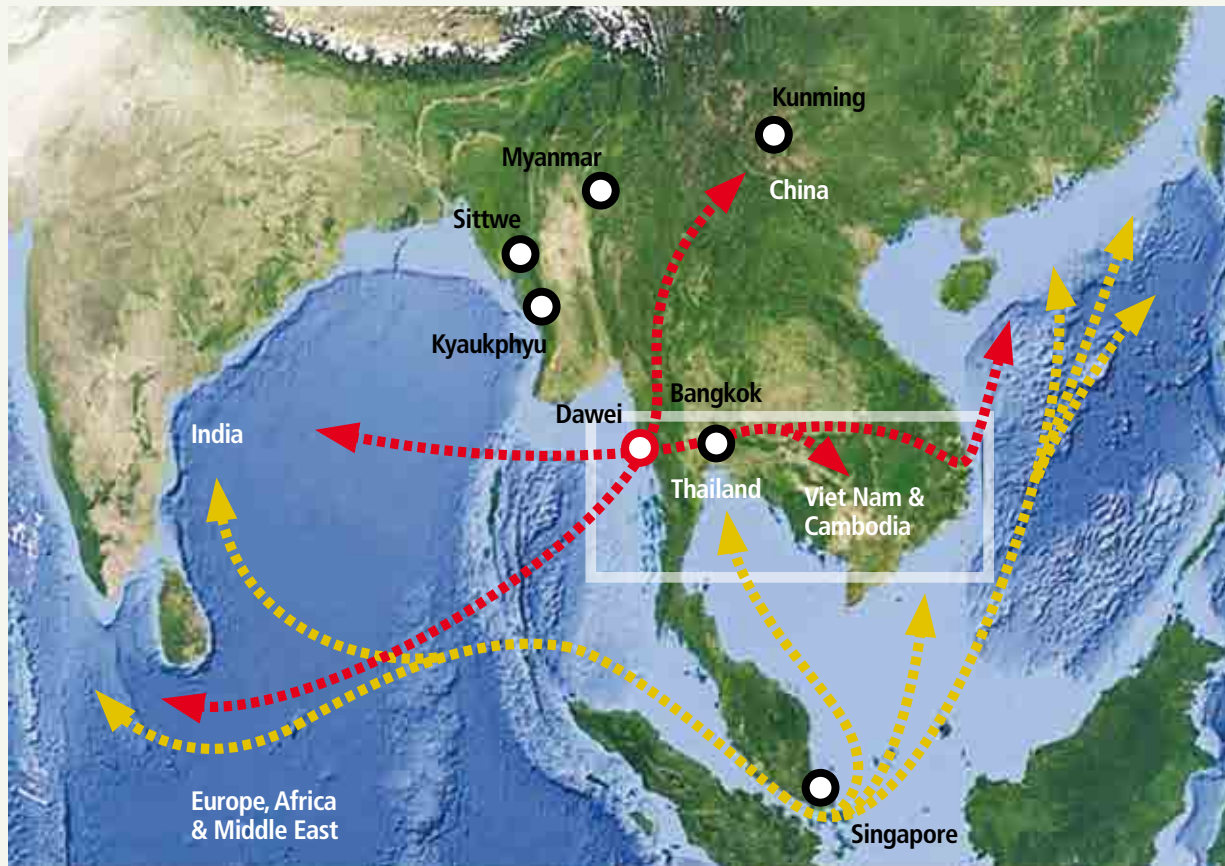 Kunming
Myanmar
China
Sittwe
Kyaukphyu
Bangkok
Dawei
India
Thailand
Viet Nam &
Cambodia
Europe, Africa
& Middle East
Singapore